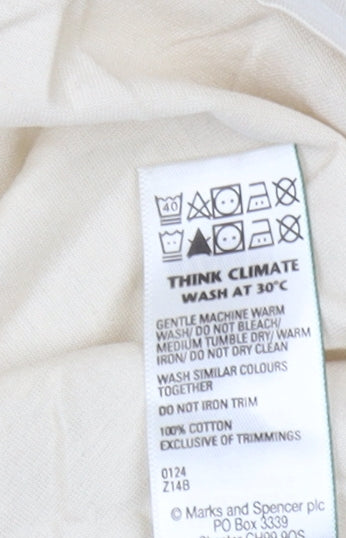 40
THINK CLIMATE
WASH AT 30°C
GENTLE MACHINE WARM
WASH/ DO NOT BLEACH/
MEDIUM TUMBLE DRY/ WARM
IRON/ DO NOT DRY CLEAN
WASH SIMILAR COLOURS
TOGETHER
DO NOT IRON TRIM
100% COTTON
EXCLUSIVE OF TRIMMINGS
0124
Z14B
© Marks and Spencer plc
PO Box 3339